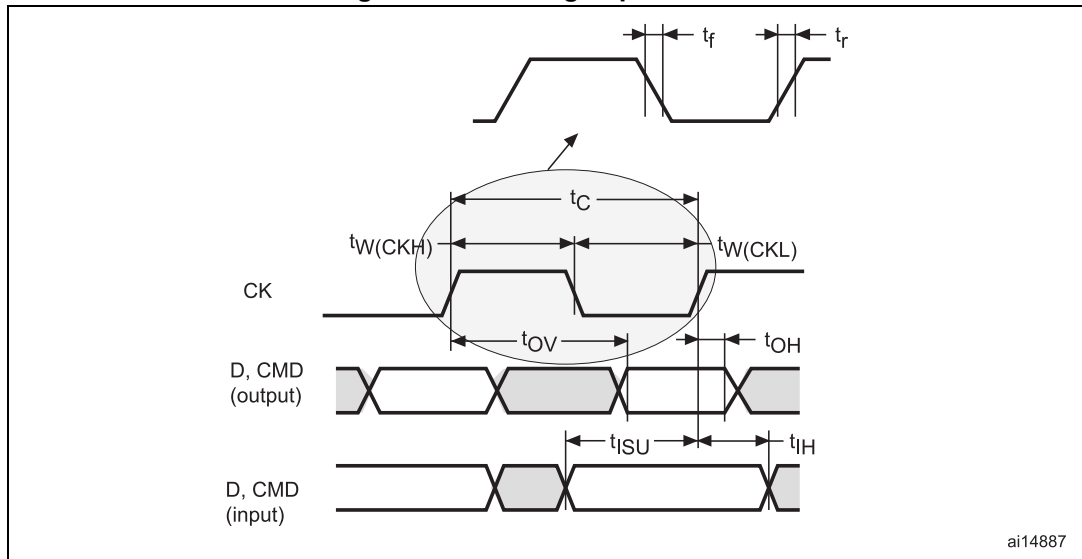 tf
tr
tC
tW(CKH)
tW(CKL)
CK
tOV
tOH
D, CMD
(output)
tISU
tIH
D, CMD
(input)
ai14887